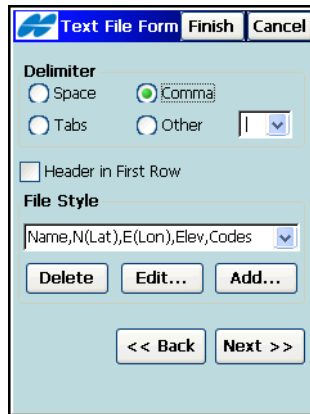 Text File Form Finish Cancel
Delimiter
Space Comma
Tabs Other |
Header in First Row
File Style
Name,N(Lat),E(Lon),Elev,Codes
Delete Edit... Add...
<< Back Next >>